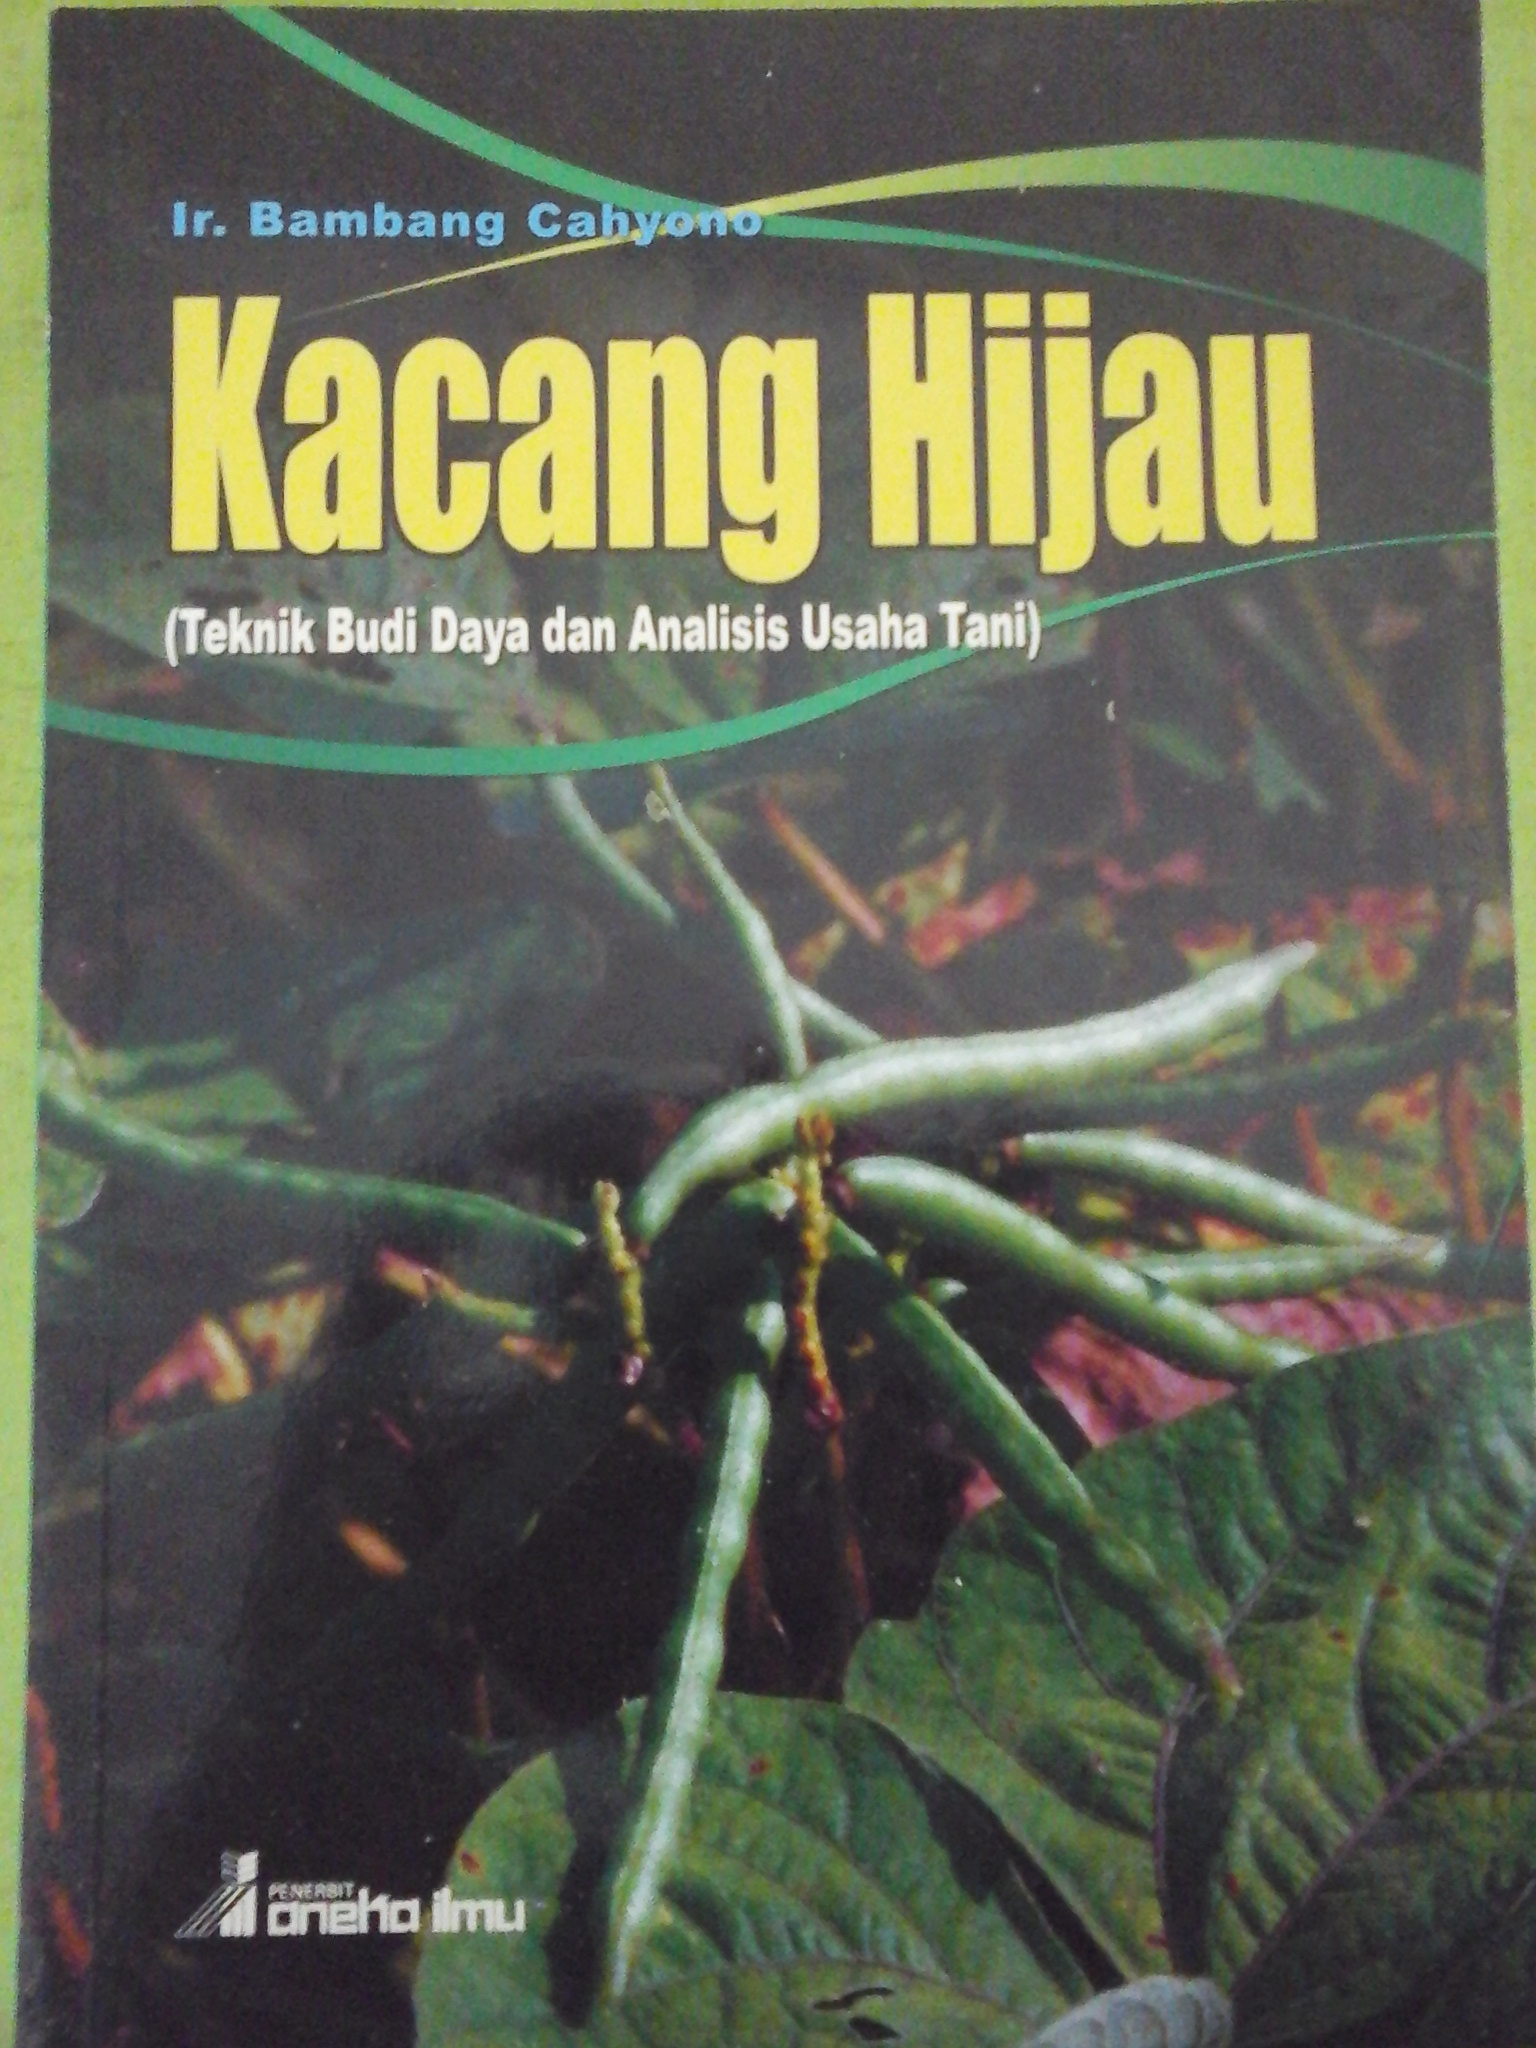 Ir. Bambang Cahyono
Kacang Hijau
(Teknik Budi Daya dan Analisis Usaha Tani)
PENERBIT
aneka ilmu